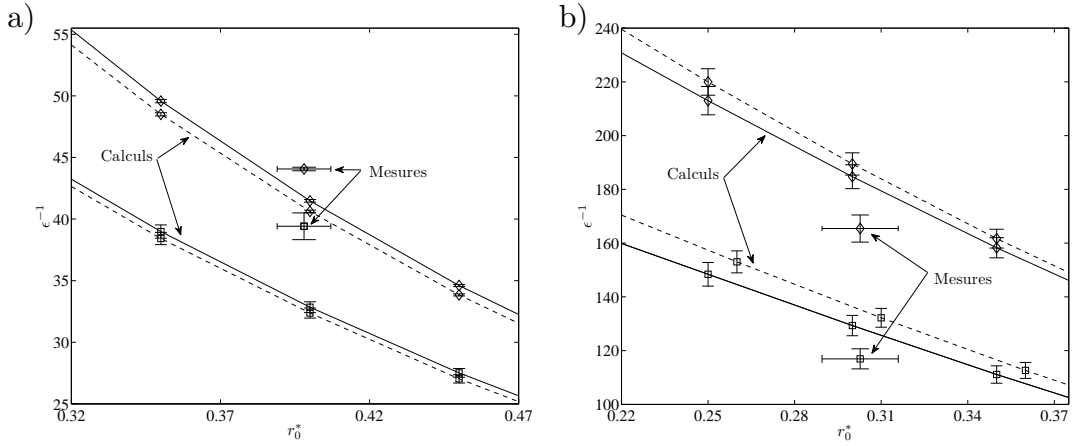 a)
55
50
45
40
35
30
25
ϵ⁻¹
Calculs
Mesures
0.32
0.37
0.42
0.47
r₀*
b)
240
220
200
180
160
140
120
100
ϵ⁻¹
Calculs
Mesures
0.22
0.25
0.28
0.31
0.34
0.37
r₀*